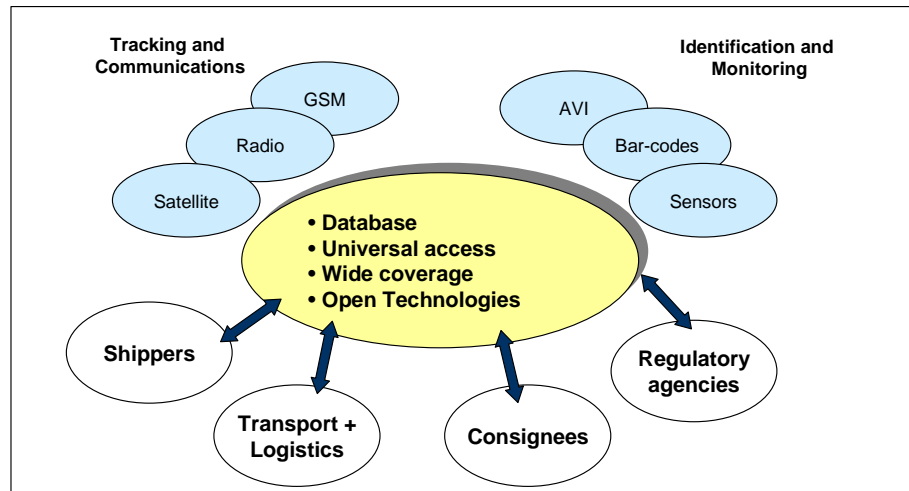 Tracking and
Communications
Identification and
Monitoring
GSM
Radio
Satellite
AVI
Bar-codes
Sensors
• Database
• Universal access
• Wide coverage
• Open Technologies
Shippers
Transport +
Logistics
Consignees
Regulatory
agencies